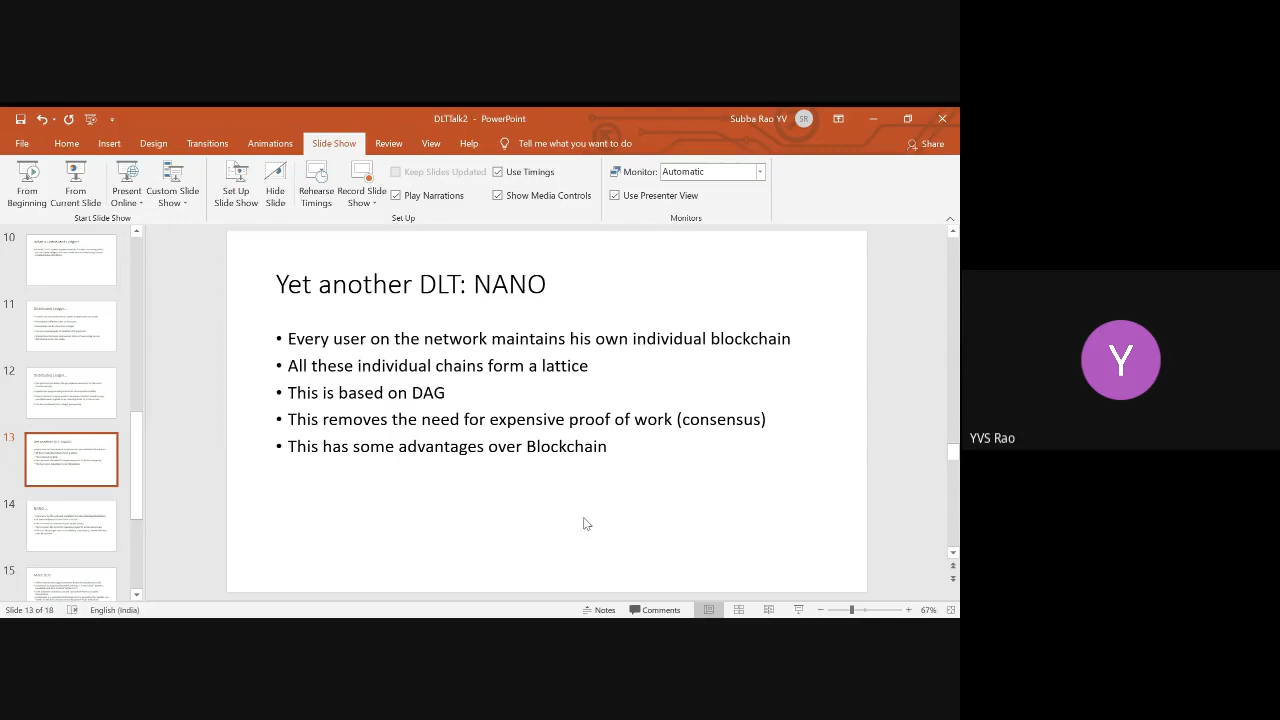 DLTTalk2 - PowerPoint
Subba Rao YV
SR
File Home Insert Design Transitions Animations Slide Show Review View Help Tell me what you want to do Share
From Beginning
From Current Slide
Present Online
Custom Slide Show
Set Up Slide Show
Hide Slide
Rehearse Timings
Record Slide Show
Keep Slides Updated
Play Narrations
Use Timings
Show Media Controls
Monitor: Automatic
Use Presenter View
Start Slide Show
Set Up
Monitors
10
11
12
13
14
15
Yet another DLT: NANO
• Every user on the network maintains his own individual blockchain
• All these individual chains form a lattice
• This is based on DAG
• This removes the need for expensive proof of work (consensus)
• This has some advantages over Blockchain
Slide 13 of 18 English (India) Notes Comments 67%
Y
YVS Rao